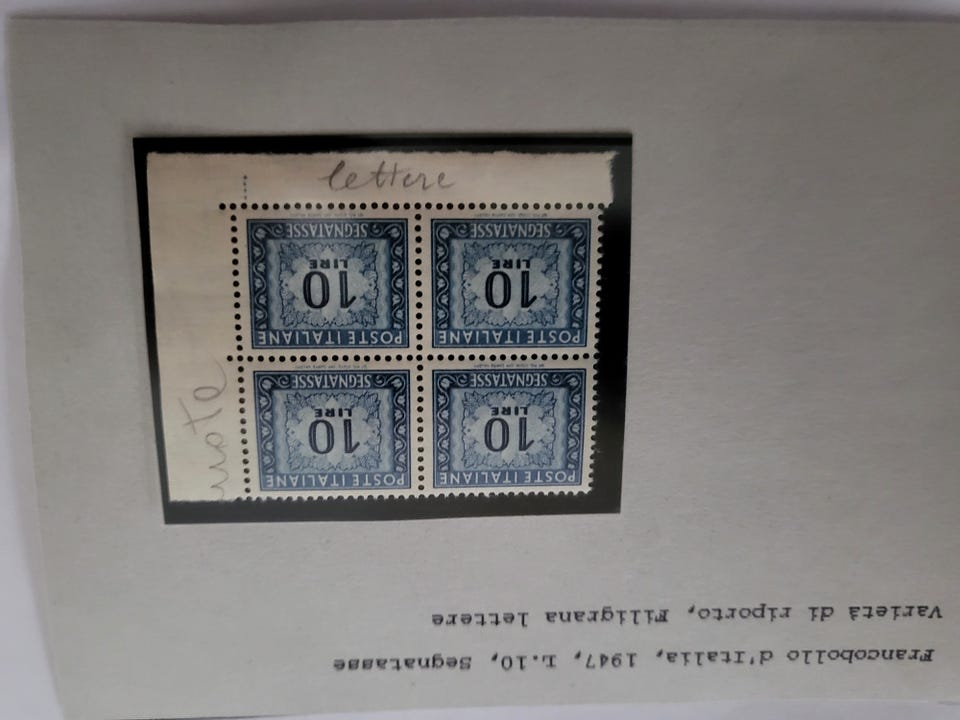 Francobollo d'Italia, 1947, L.10, Segnatasse
Varietà di riporto, Filigrana lettere
POSTE ITALIANE
10
LIRE
SEGNATASSE
POSTE ITALIANE
10
LIRE
SEGNATASSE
POSTE ITALIANE
10
LIRE
SEGNATASSE
POSTE ITALIANE
10
LIRE
SEGNATASSE
lettere